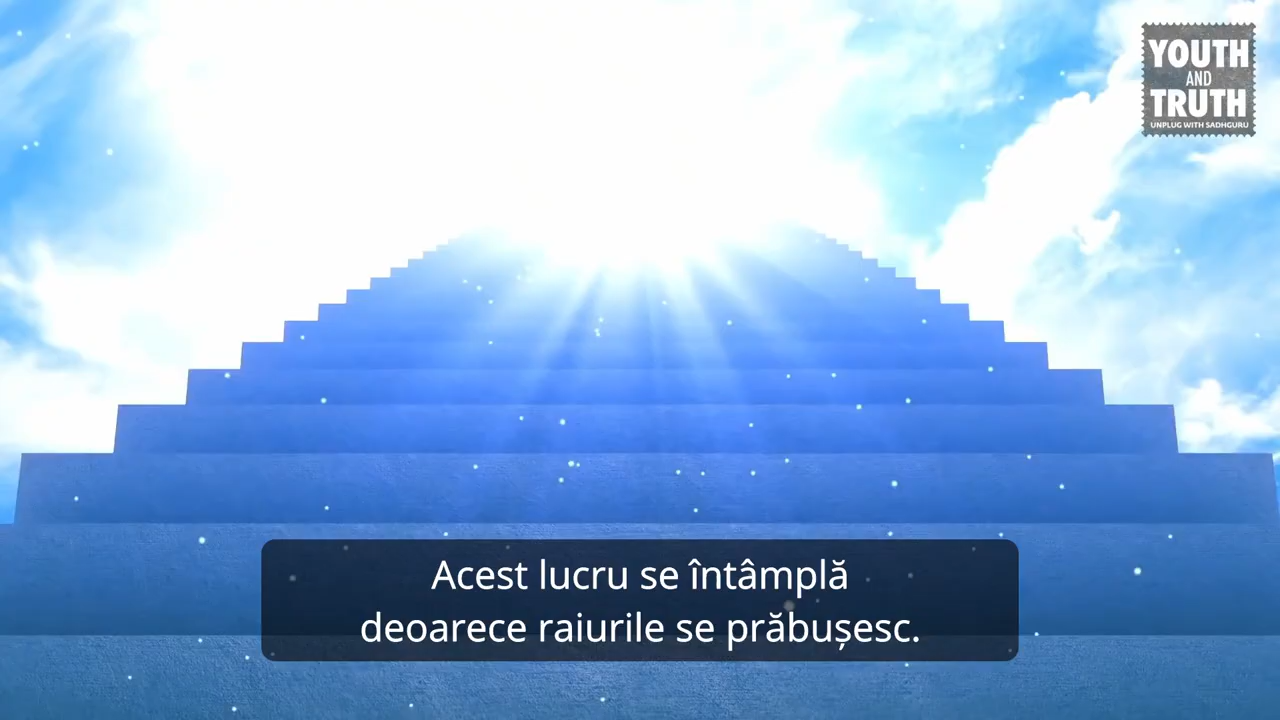 YOUTH
AND
TRUTH
UNPLUG WITH SADHGURU
Acest lucru se întâmplă
deoarece raiurile se prăbușesc.